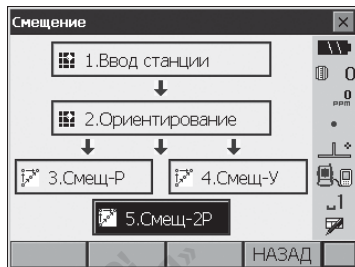 Смещение
1.Ввод станции
0
0
ppm
2.Ориентирование
3.Смещ-Р
4.Смещ-У
1
5.Смещ-2Р
НАЗАД